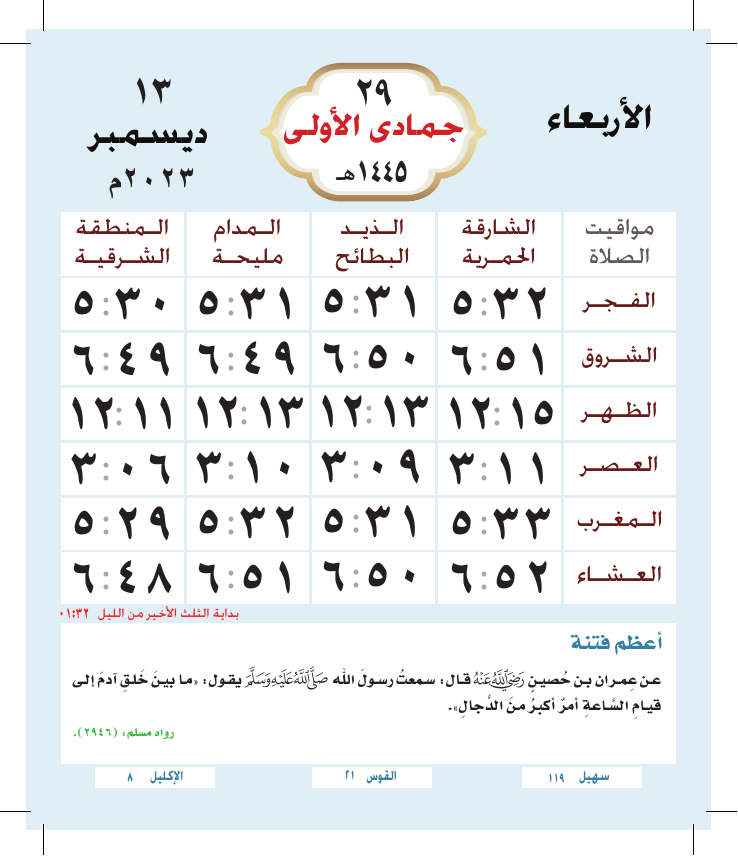 الأربعاء
٢٩
جمادى الأولى
١٤٤٥هـ
١٣
ديسمبر
٢٠٢٣م
مواقيت الصلاة | الشارقة الحمرية | الذيد البطائح | المدام مليحة | المنطقة الشرقية
الفجر ٥:٣٢ ٥:٣١ ٥:٣١ ٥:٣٠
الشروق ٦:٥١ ٦:٥٠ ٦:٤٩ ٦:٤٩
الظهر ١٢:١٥ ١٢:١٣ ١٢:١٣ ١٢:١١
العصر ٣:١١ ٣:٠٩ ٣:١٠ ٣:٠٦
المغرب ٥:٣٣ ٥:٣١ ٥:٣٢ ٥:٢٩
العشاء ٦:٥٢ ٦:٥٠ ٦:٥١ ٦:٤٨
بداية الثلث الأخير من الليل ٠١:٣٢
أعظم فتنة
عن عِمران بن حُصينٍ رَضِيَ اللَّهُ عَنْهُ قال: سمعتُ رسولَ الله صَلَّى اللَّهُ عَلَيْهِ وَسَلَّمَ يقول: «ما بينَ خَلقِ آدمَ إلى
قيامِ السَّاعةِ أمرٌ أكبرُ منَ الدَّجالِ».
رواه مسلم: (٢٩٤٦).
سهيل ١١٩
القوس ٢١
الإكليل ٨